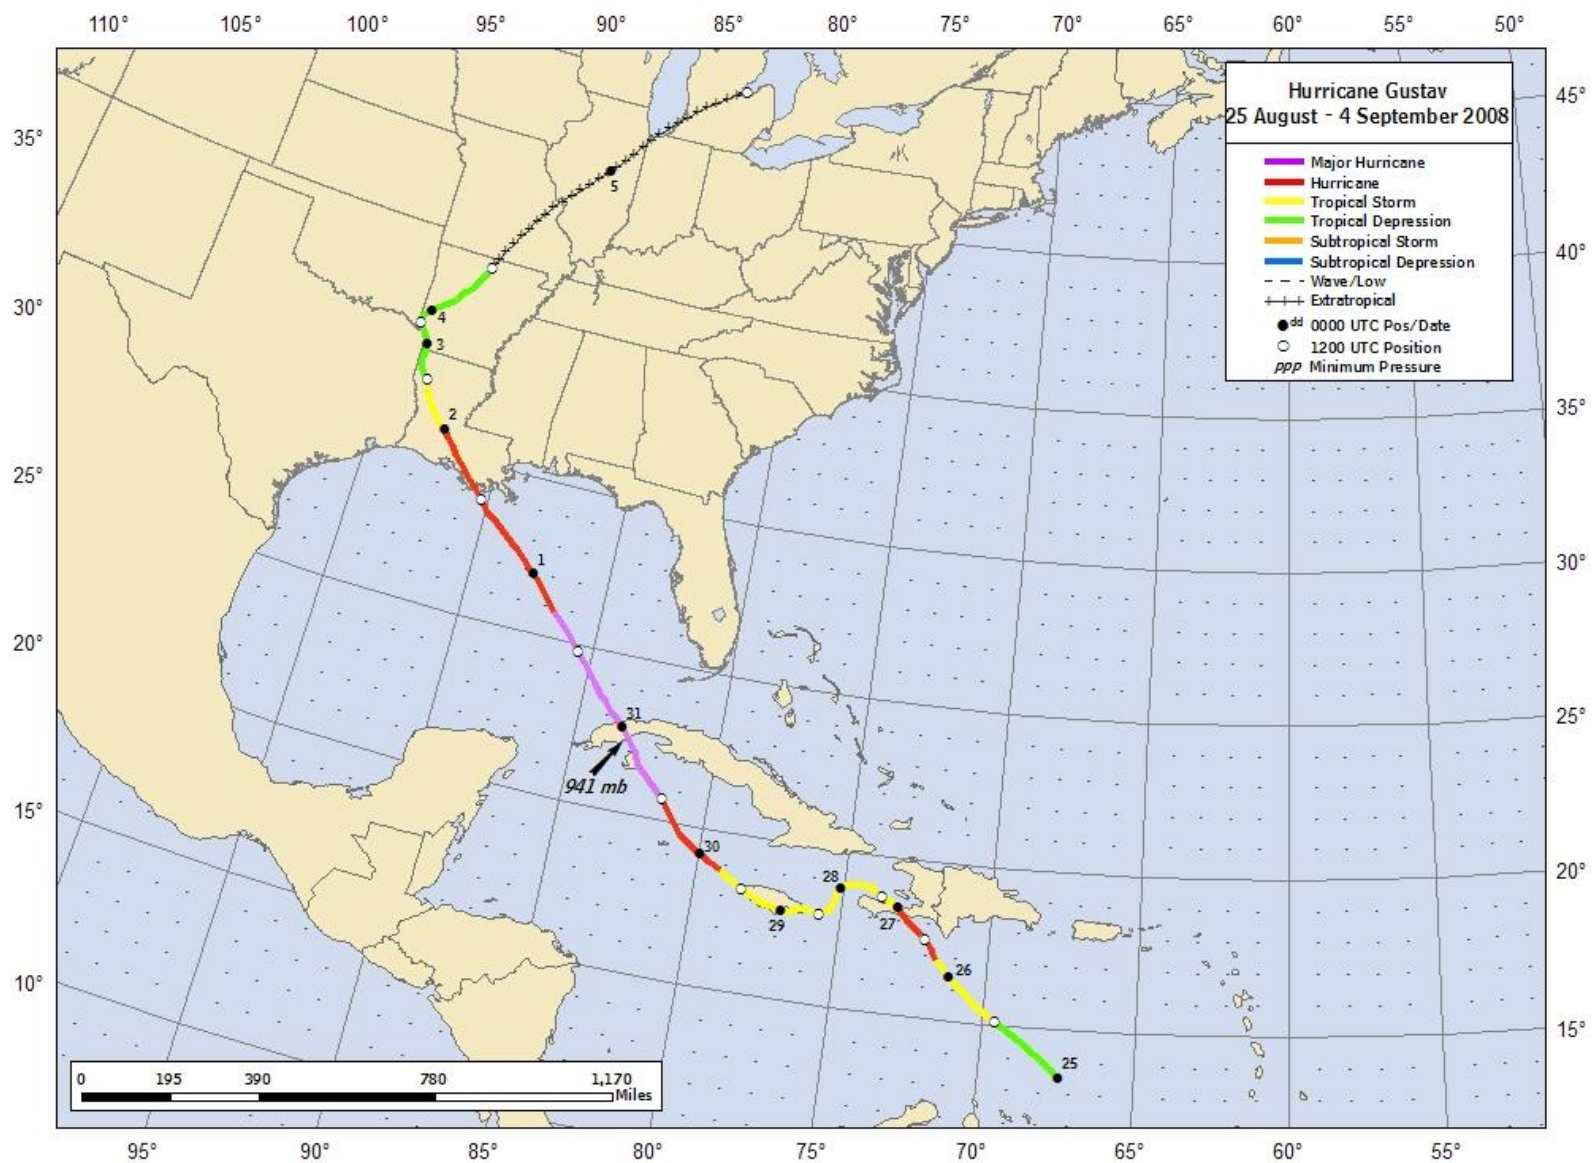 110° 105° 100° 95° 90° 85° 80° 75° 70° 65° 60° 55° 50°
Hurricane Gustav
25 August - 4 September 2008
Major Hurricane
Hurricane
Tropical Storm
Tropical Depression
Subtropical Storm
Subtropical Depression
Wave/Low
Extratropical
dd 0000 UTC Pos/Date
1200 UTC Position
ppp Minimum Pressure
45°
40°
35°
30°
25°
20°
15°
35°
30°
25°
20°
15°
10°
5
4
3
2
1
31
941 mb
30
29
28
27
26
25
0 195 390 780 1,170
Miles
95° 90° 85° 80° 75° 70° 65° 60° 55°